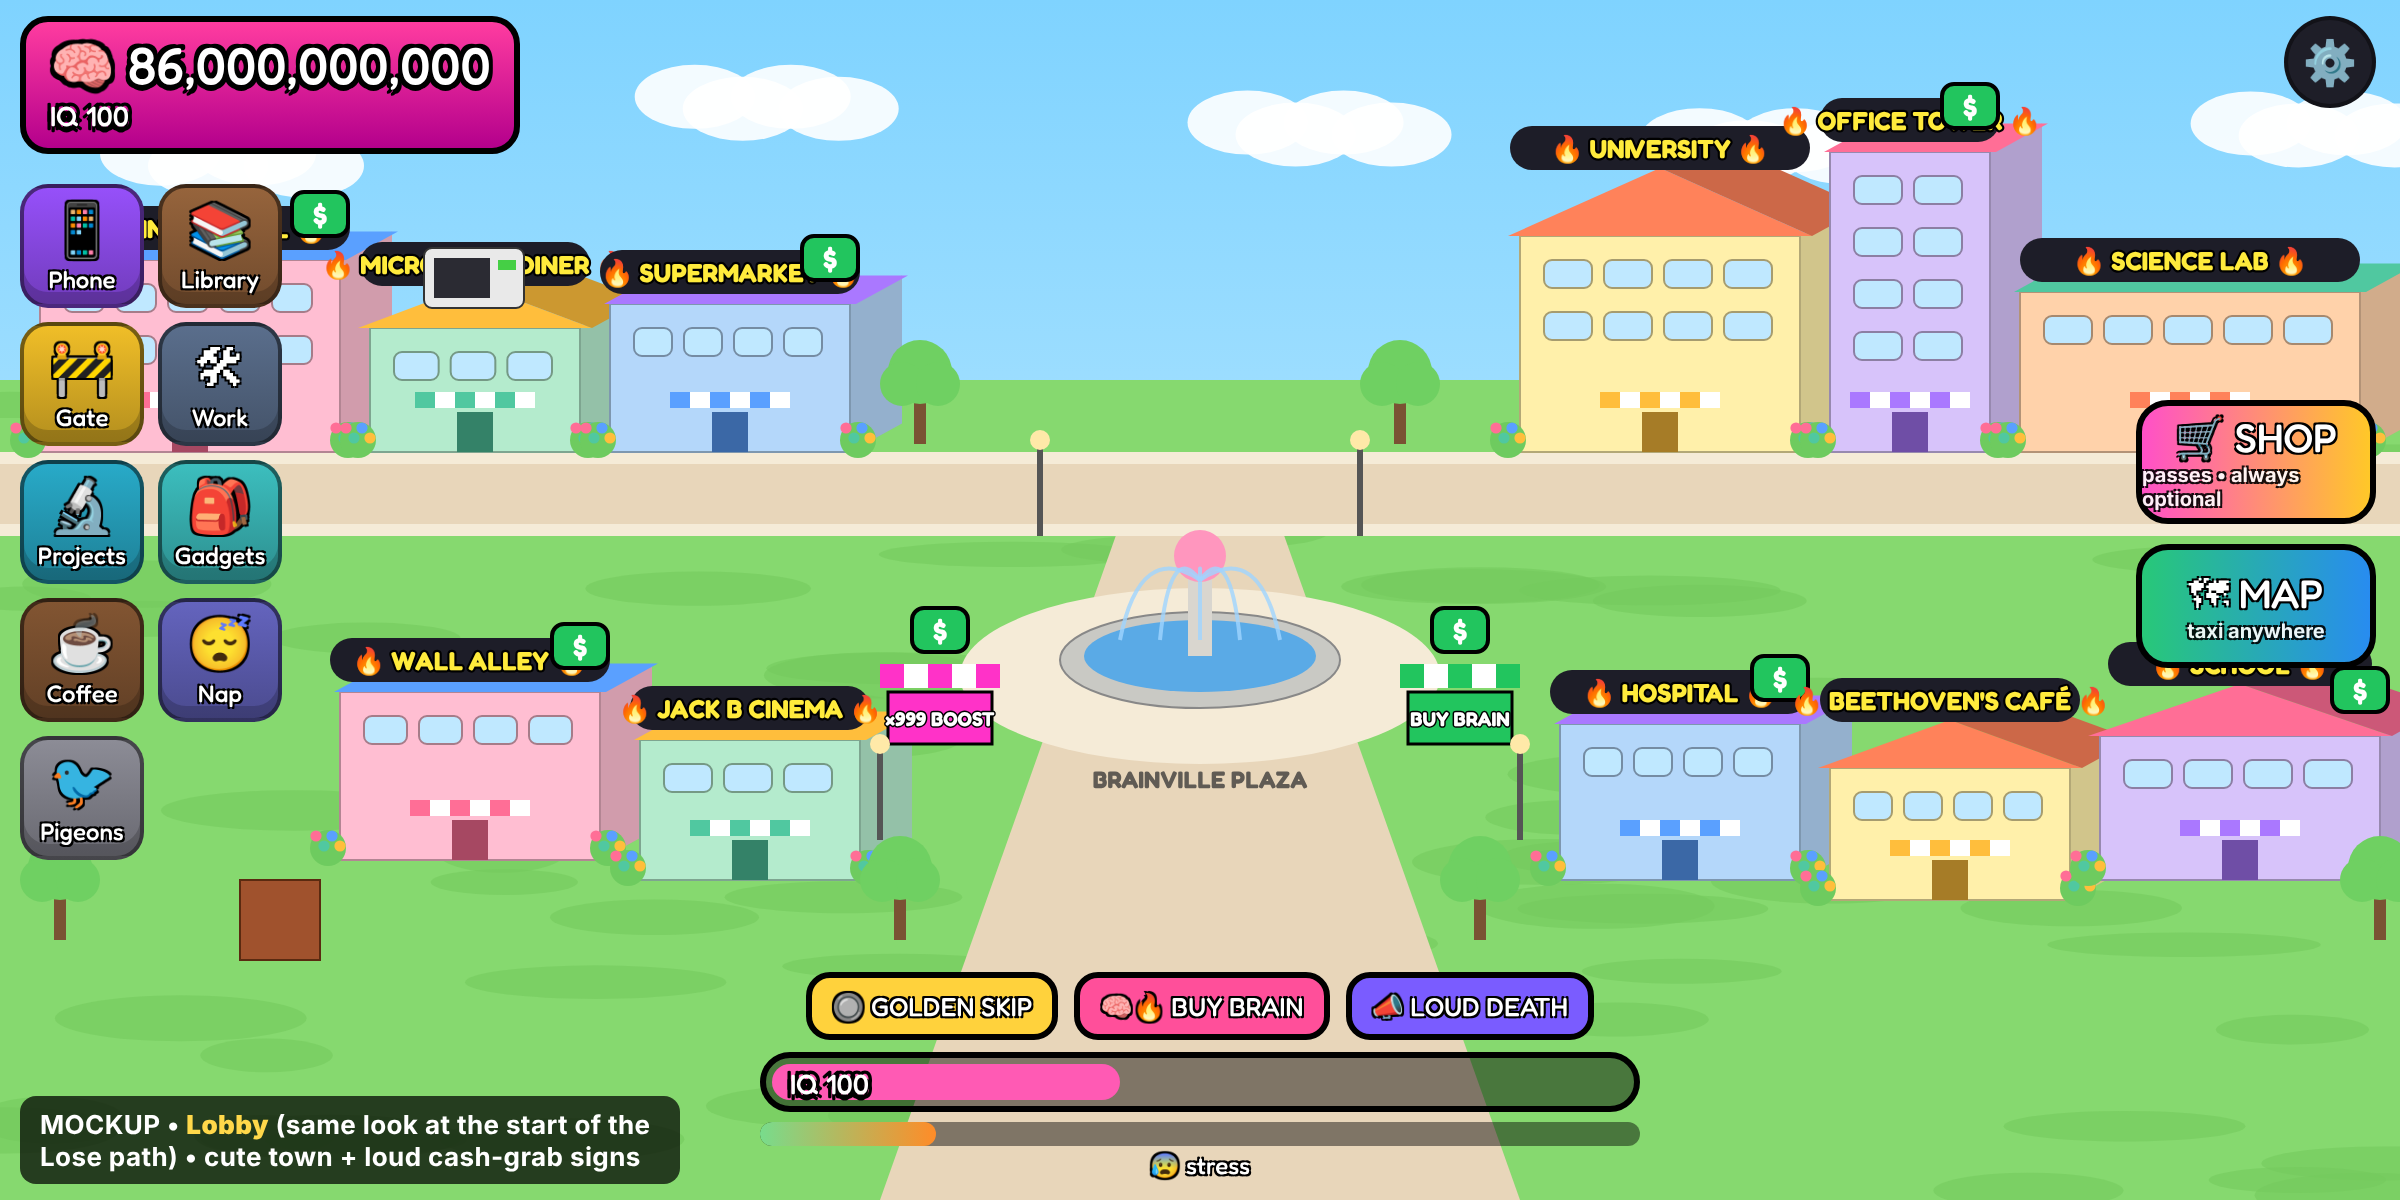 86,000,000,000
IQ 100
🔥 UNIVERSITY 🔥
🔥 OFFICE 🔥
$
$
🔥 SUPERMARKE
$
🔥 SCIENCE LAB 🔥
DINER
Phone
Library
Gate
Work
SHOP
passes • always
optional
Projects
Gadgets
MAP
taxi anywhere
Coffee
Nap
🔥 WALL ALLEY
$
$
$
🔥 JACK B CINEMA 🔥
x999 BOOST
BUY BRAIN
🔥 HOSPITAL
$
🔥 BEETHOVEN'S CAFÉ 🔥
🔥 SCHOOL 🔥
$
BRAINVILLE PLAZA
Pigeons
GOLDEN SKIP
BUY BRAIN
LOUD DEATH
IQ 100
stress
MOCKUP • Lobby (same look at the start of the
Lose path) • cute town + loud cash-grab signs